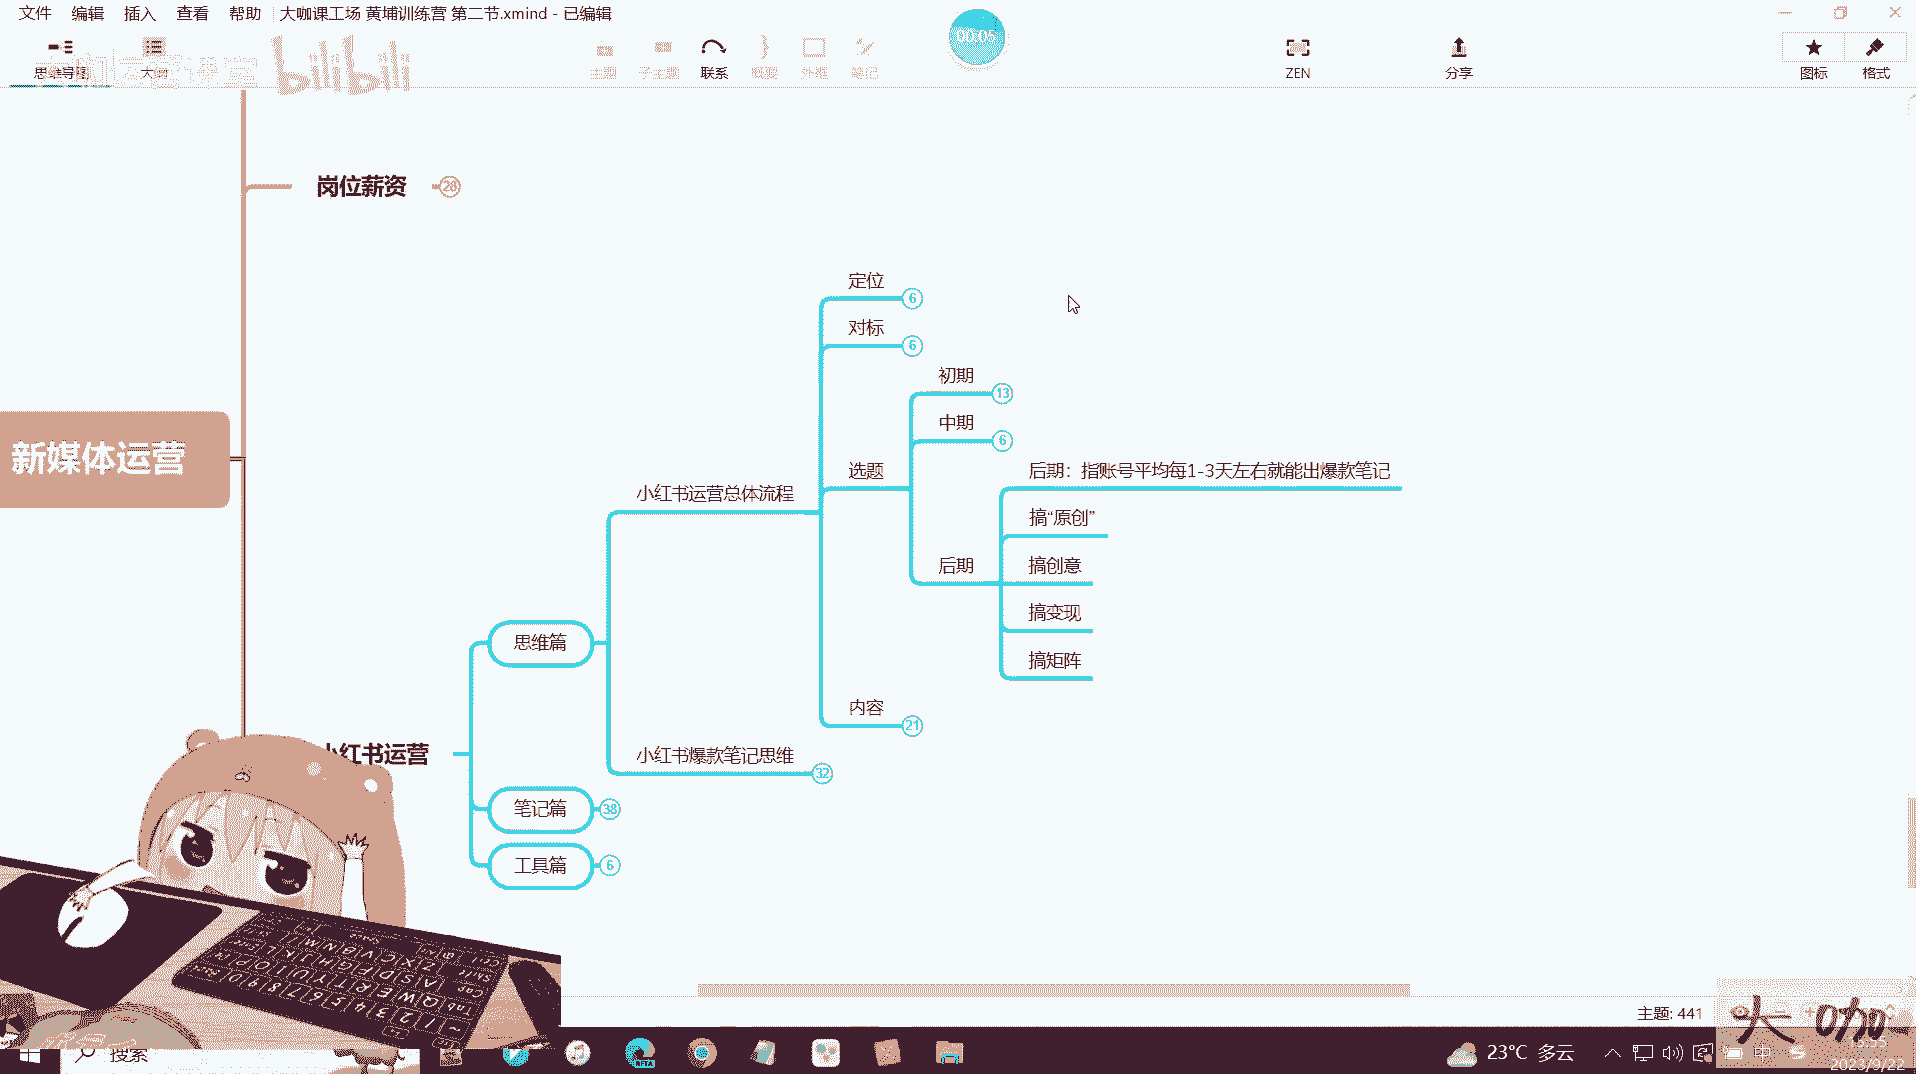 文件 编辑 插入 查看 帮助 大咖课工场 黄埔训练营 第二节.xmind - 已编辑
00:05
bilibili
思维导图 大纲 主题 子主题 联系 概要 外框 笔记 ZEN 分享 图标 格式
岗位薪资 28
定位 6
对标 6
初期 13
中期 6
新媒体运营
选题
后期：指账号平均每1-3天左右就能出爆款笔记
小红书运营总体流程
搞“原创”
后期
搞创意
搞变现
思维篇
搞矩阵
内容 21
小红书运营
小红书爆款笔记思维 32
笔记篇 38
工具篇 6
主题: 441
大咖
搜索
23°C 多云
中
2023/9/22